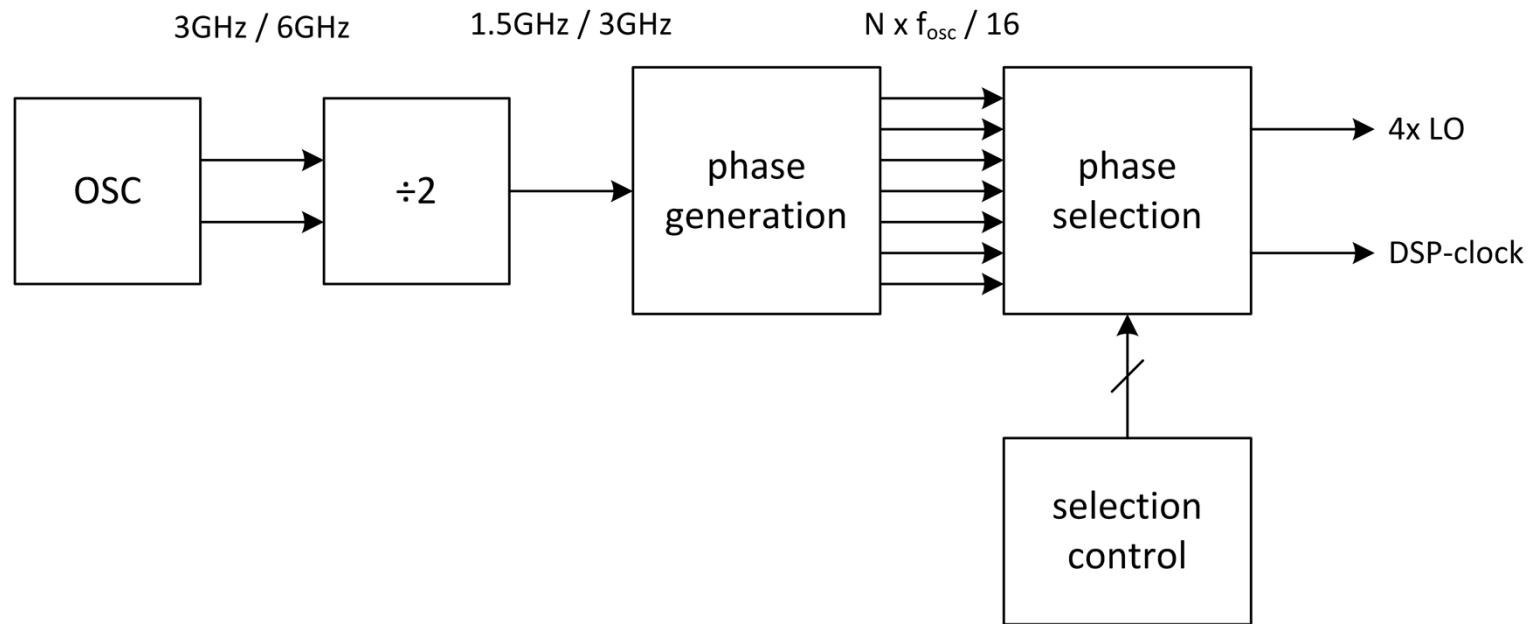 3GHz / 6GHz
1.5GHz / 3GHz
N x fosc / 16
OSC
÷2
phase
generation
phase
selection
4x LO
DSP-clock
selection
control